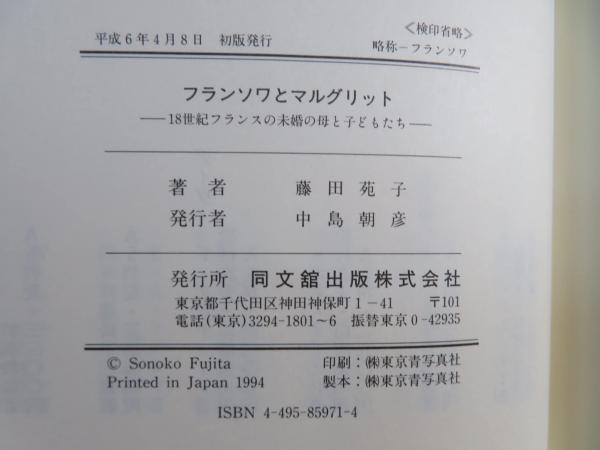 〈検印省略〉
平成6年4月8日 初版発行 略称−フランソワ
フランソワとマルグリット
──18世紀フランスの未婚の母と子どもたち──
著者 藤田苑子
発行者 中島朝彦
発行所 同文舘出版株式会社
東京都千代田区神田神保町1−41 〒101
電話(東京)3294-1801〜6 振替東京0-42935
© Sonoko Fujita 印刷：㈱東京青写真社
Printed in Japan 1994 製本：㈱東京青写真社
ISBN 4-495-85971-4